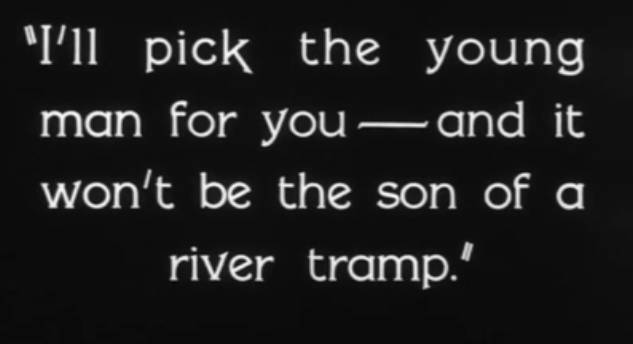 "I'll pick the young
man for you — and it
won't be the son of a
river tramp."